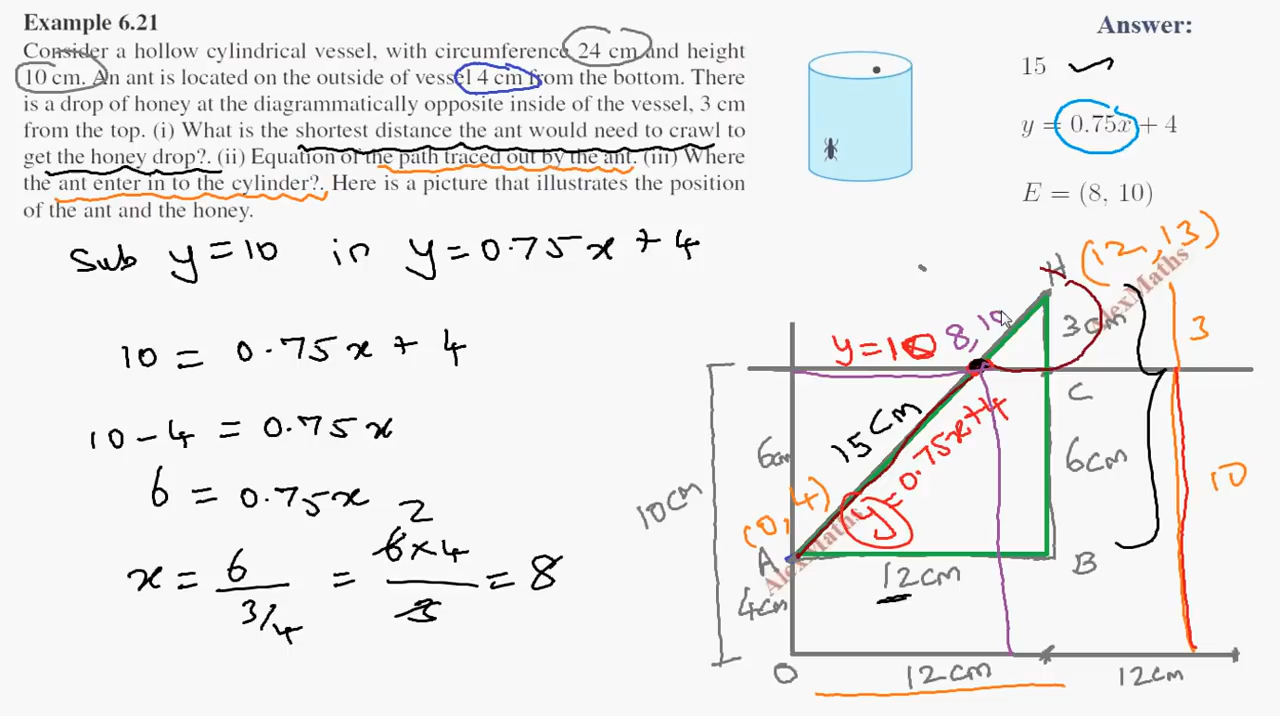 Example 6.21
Consider a hollow cylindrical vessel, with circumference 24 cm and height
10 cm. An ant is located on the outside of vessel 4 cm from the bottom. There
is a drop of honey at the diagrammatically opposite inside of the vessel, 3 cm
from the top. (i) What is the shortest distance the ant would need to crawl to
get the honey drop?. (ii) Equation of the path traced out by the ant. (iii) Where
the ant enter in to the cylinder?. Here is a picture that illustrates the position
of the ant and the honey.
Answer:
15
y = 0.75x + 4
E = (8, 10)
Sub y=10 in y=0.75x + 4
10 = 0.75x + 4
10-4 = 0.75x
6 = 0.75x
x = 6/3/4 = 6×4/3 = 8
2
H (12, 13)
3cm
3
y=10
8, 10
C
15 cm
y=0.75x+4
6cm
6cm
10cm
10
(0, 4)
A
12cm
B
4cm
O
12cm
12cm
AlexMaths
AlexMaths